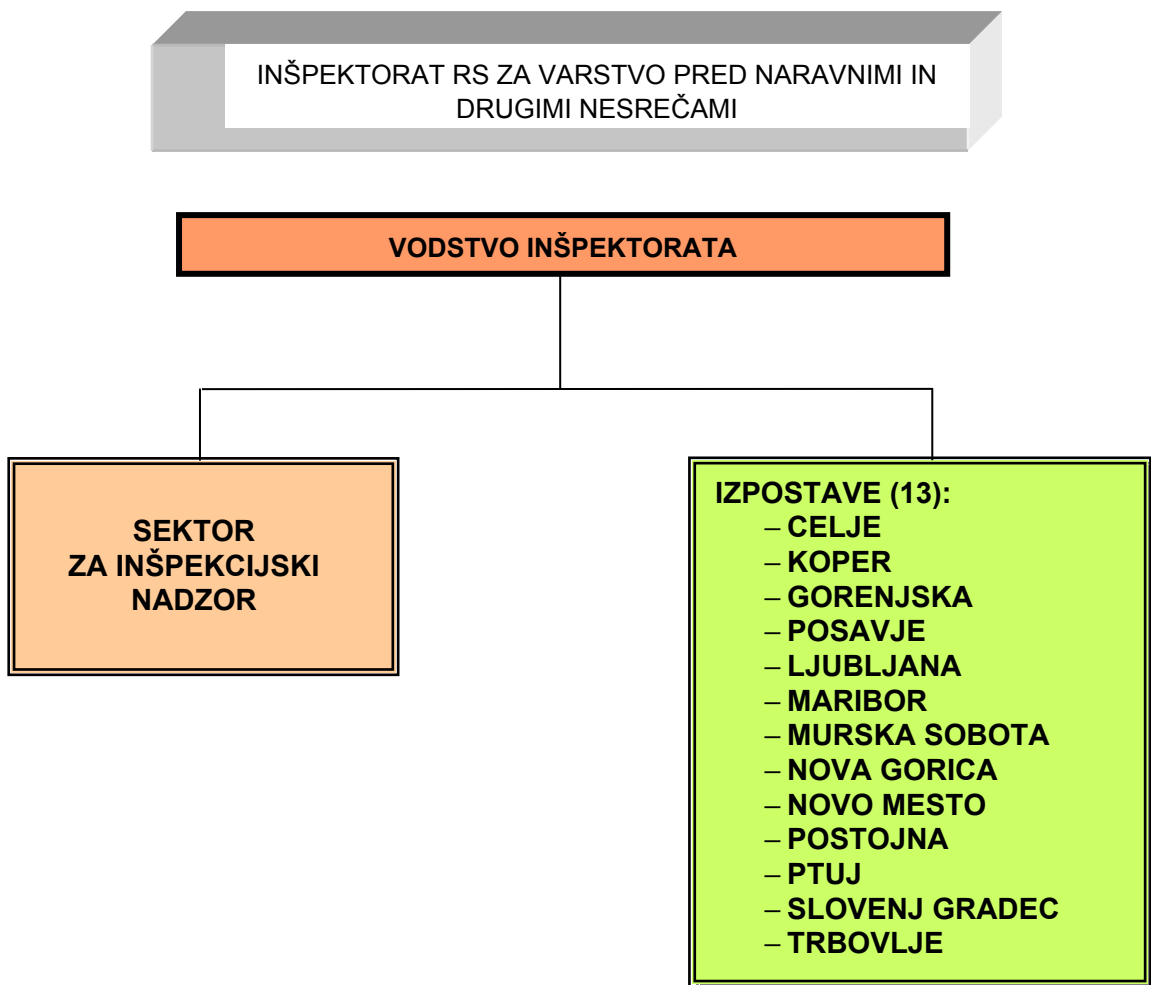 INŠPEKTORAT RS ZA VARSTVO PRED NARAVNIMI IN
DRUGIMI NESREČAMI
VODSTVO INŠPEKTORATA
SEKTOR
ZA INŠPEKCIJSKI
NADZOR
IZPOSTAVE (13):
– CELJE
– KOPER
– GORENJSKA
– POSAVJE
– LJUBLJANA
– MARIBOR
– MURSKA SOBOTA
– NOVA GORICA
– NOVO MESTO
– POSTOJNA
– PTUJ
– SLOVENJ GRADEC
– TRBOVLJE